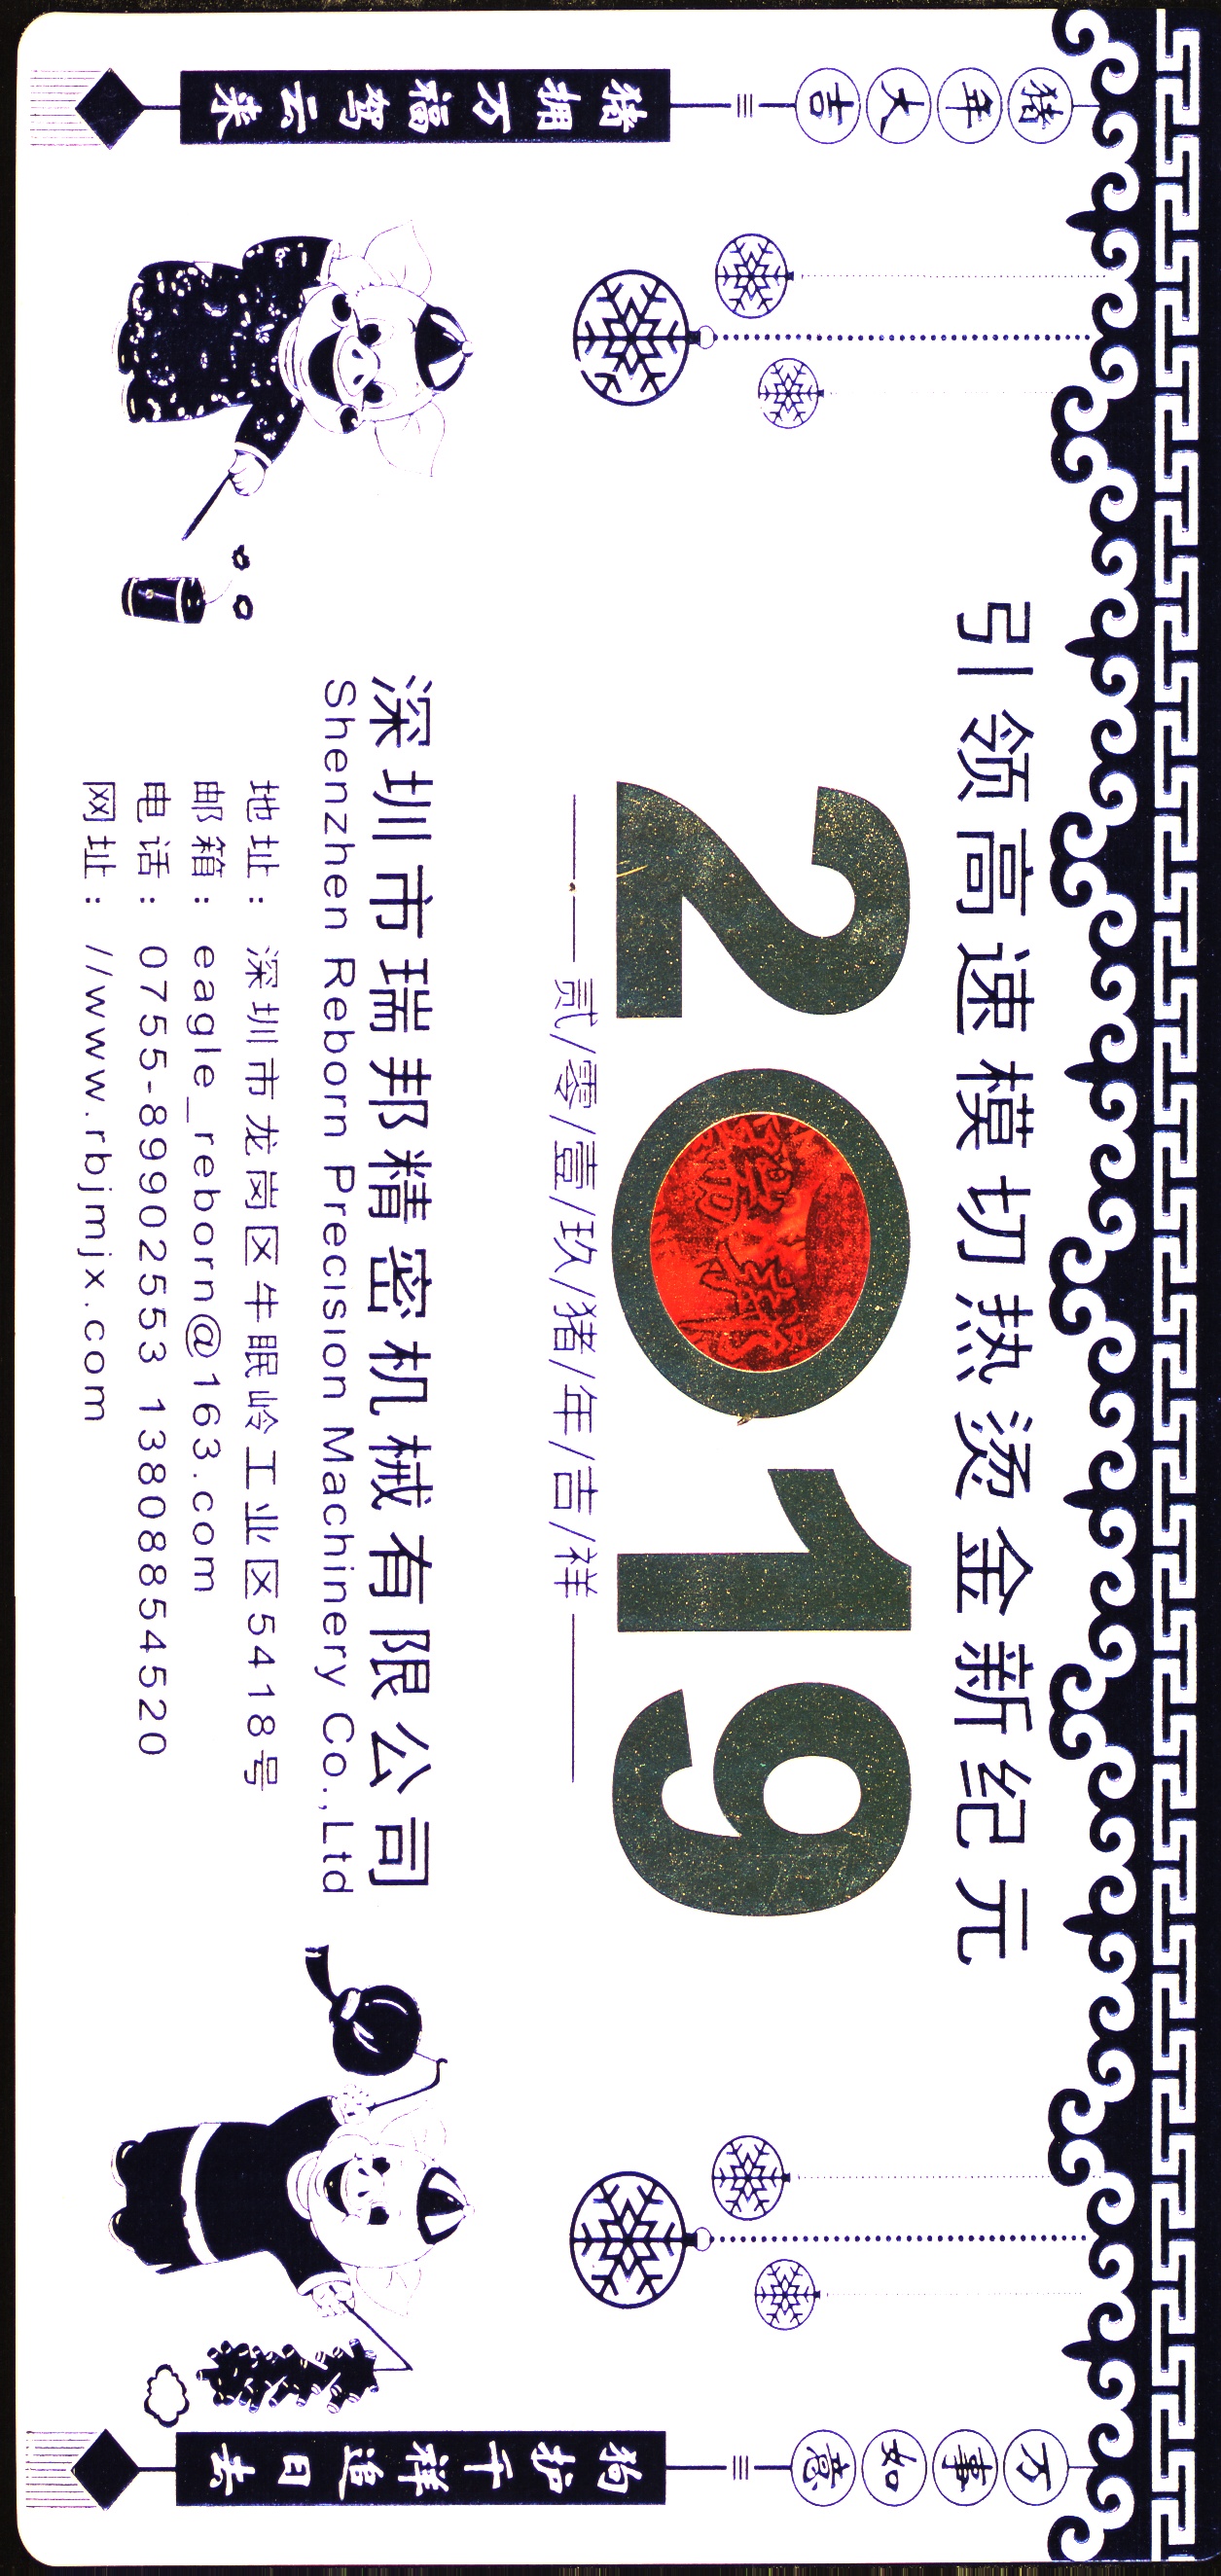 引领高速模切热烫金新纪元
猪年大吉
猪拥万福驾云来
2019
贰/零/壹/玖/猪/年/吉/祥
深圳市瑞邦精密机械有限公司
Shenzhen Reborn Precision Machinery Co.,Ltd
地址：深圳市龙岗区牛眠岭工业区5418号
邮箱：eagle_reborn@163.com
电话：0755-89902553 13808854520
网址：//www.rbjmjx.com
万事如意
狗护千祥追日去